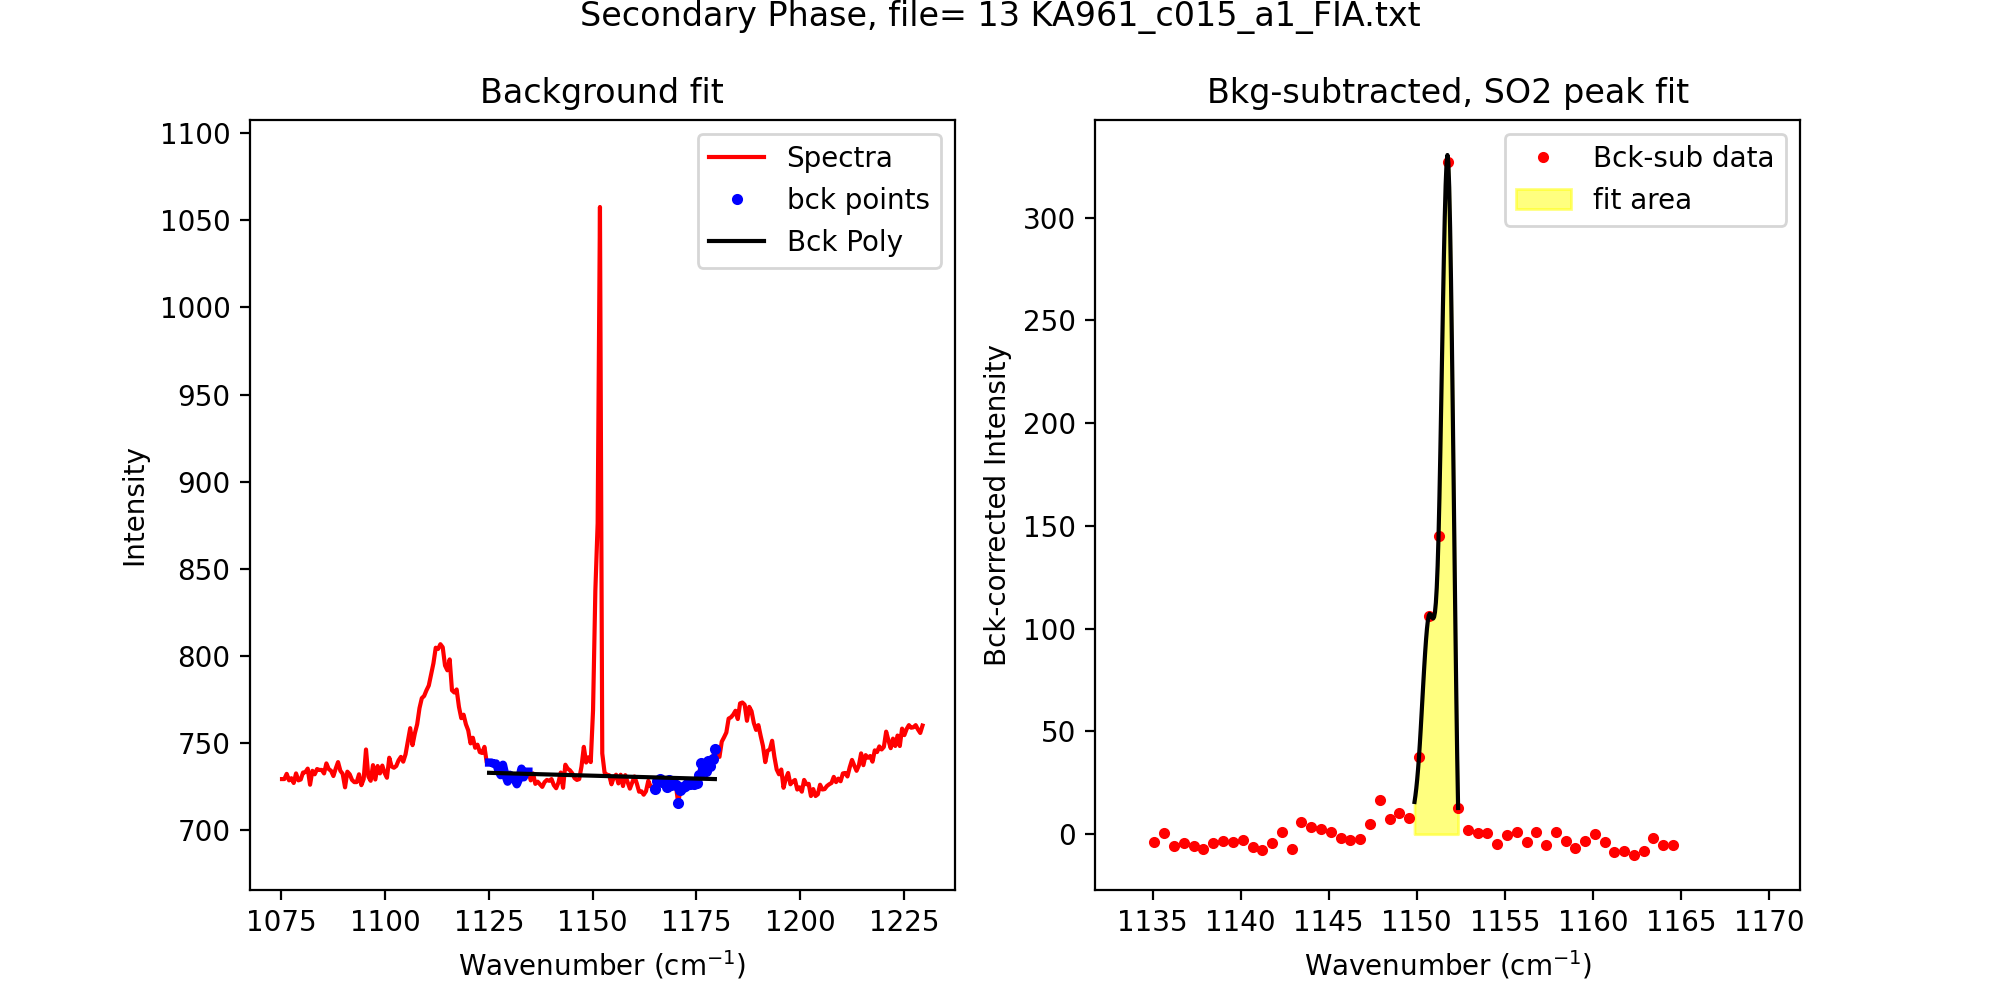 Secondary Phase, file= 13 KA961_c015_a1_FIA.txt
Background fit
1100
1050
1000
950
900
850
800
750
700
Intensity
Spectra
bck points
Bck Poly
1075 1100 1125 1150 1175 1200 1225
Wavenumber (cm⁻¹)
Bkg-subtracted, SO2 peak fit
300
250
200
150
100
50
0
Bck-corrected Intensity
Bck-sub data
fit area
1135 1140 1145 1150 1155 1160 1165 1170
Wavenumber (cm⁻¹)